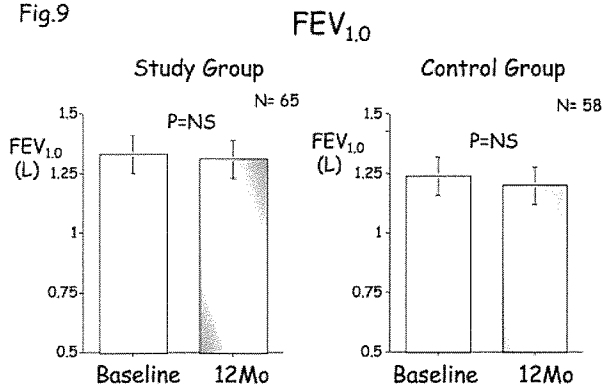 Fig.9
FEV1.0
Study Group
N= 65
P=NS
FEV1.0
(L)
1.5
1.25
1
0.75
0.5
Baseline 12Mo
Control Group
N= 58
P=NS
FEV1.0
(L)
1.5
1.25
1
0.75
0.5
Baseline 12Mo